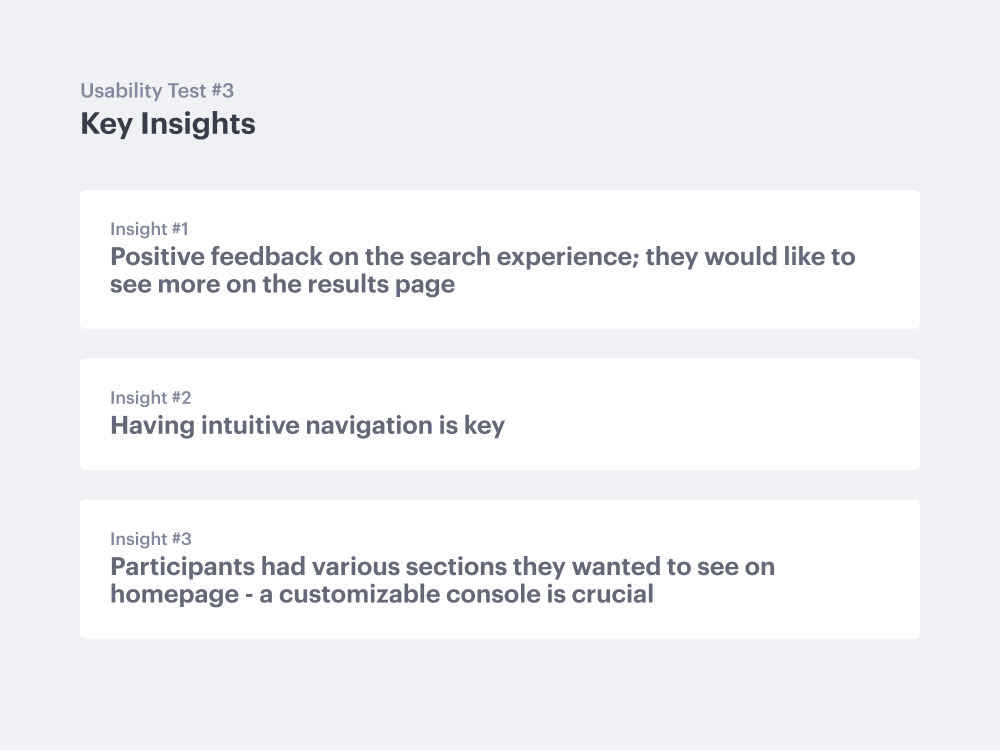 Usability Test #3
Key Insights
Insight #1
Positive feedback on the search experience; they would like to
see more on the results page
Insight #2
Having intuitive navigation is key
Insight #3
Participants had various sections they wanted to see on
homepage - a customizable console is crucial